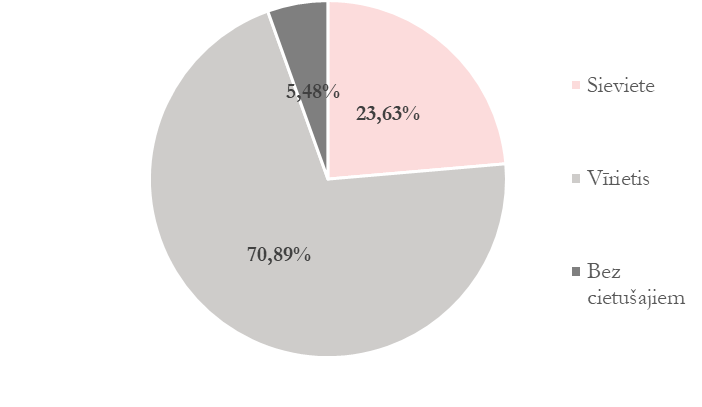 5,48%
23,63%
70,89%
Sieviete
Vīrietis
Bez
cietušajiem